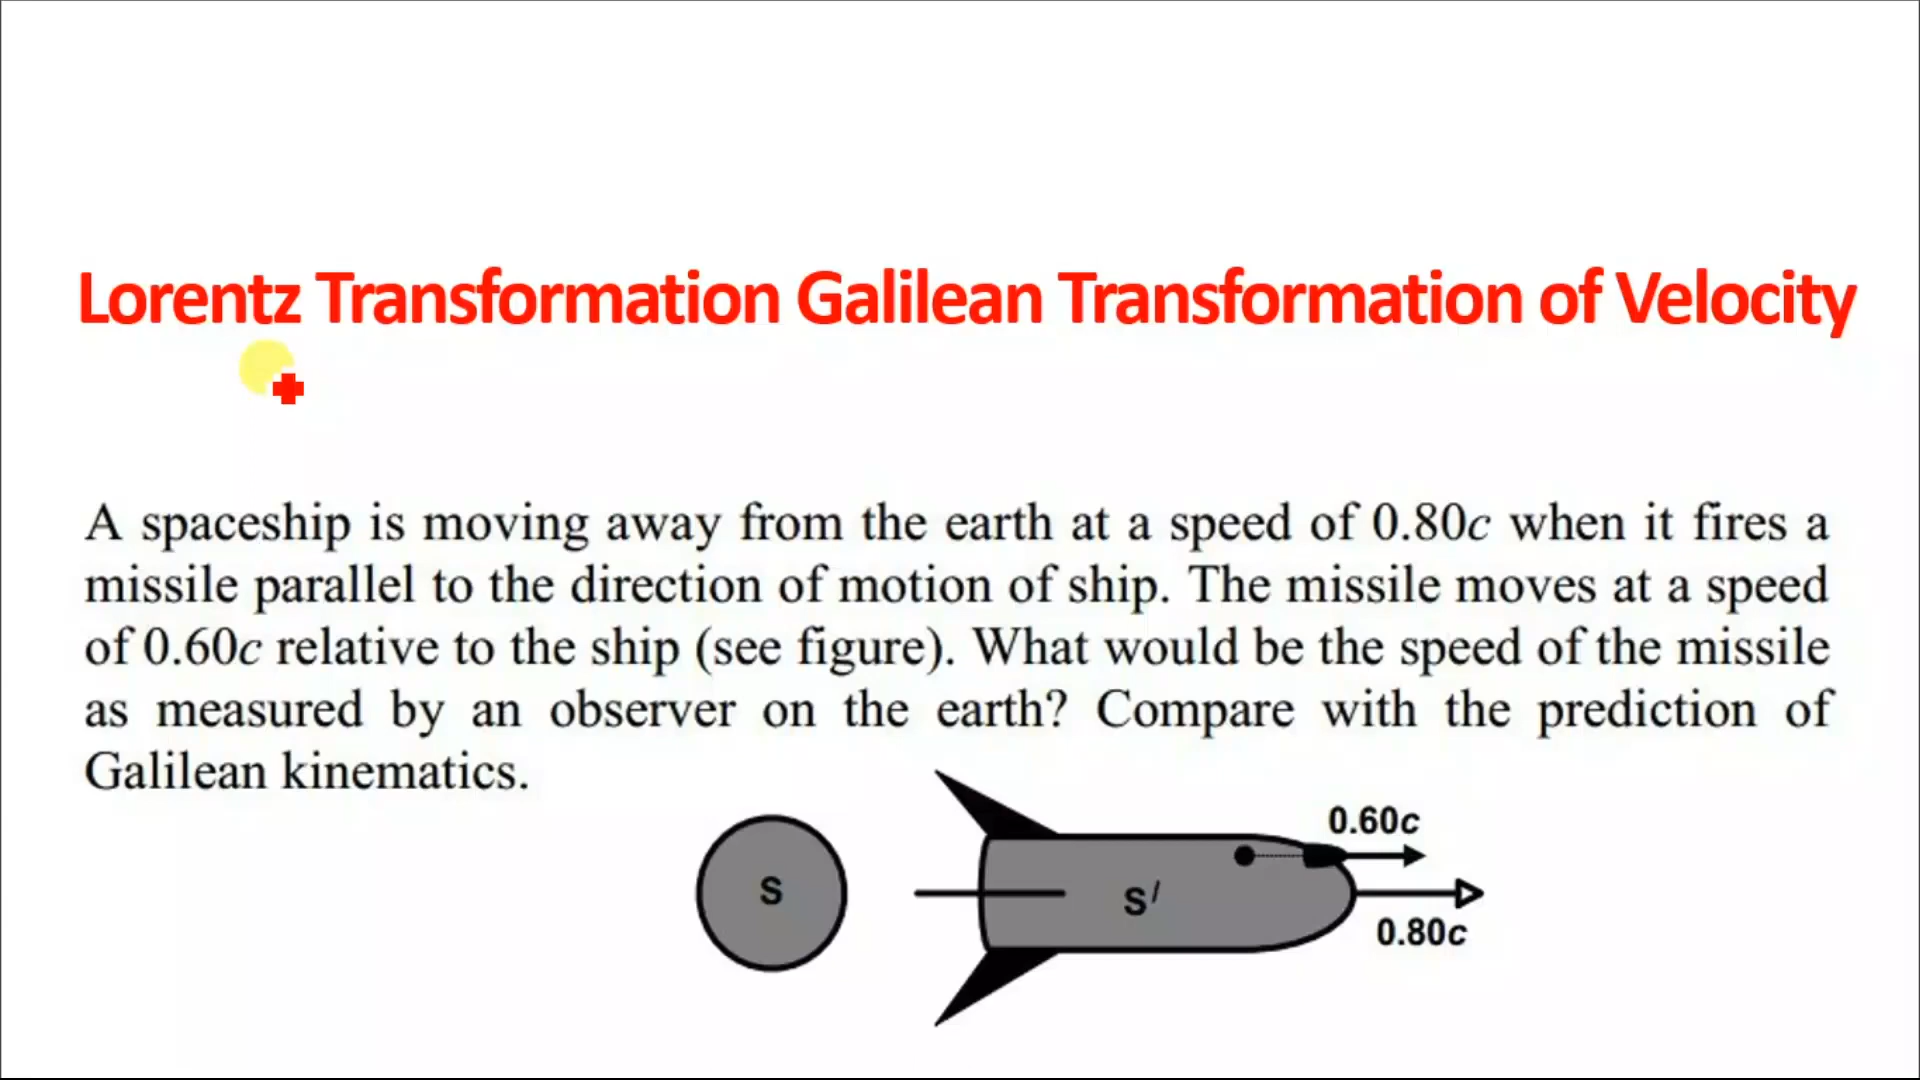 Lorentz Transformation Galilean Transformation of Velocity
A spaceship is moving away from the earth at a speed of 0.80c when it fires a
missile parallel to the direction of motion of ship. The missile moves at a speed
of 0.60c relative to the ship (see figure). What would be the speed of the missile
as measured by an observer on the earth? Compare with the prediction of
Galilean kinematics.
0.60c
S
S/
0.80c